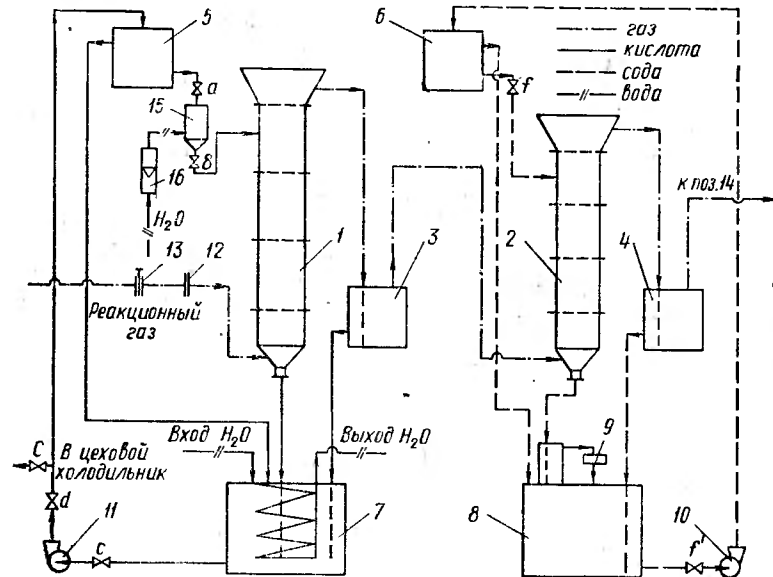 5
6
газ
кислота
сода
вода
a
f
15
8
16
H₂O
к поз.14
13
12
1
3
2
4
Реакционный
газ
Вход H₂O
Выход H₂O
C
В цеховой
холодильник
9
d
7
8
11
c
f'
10